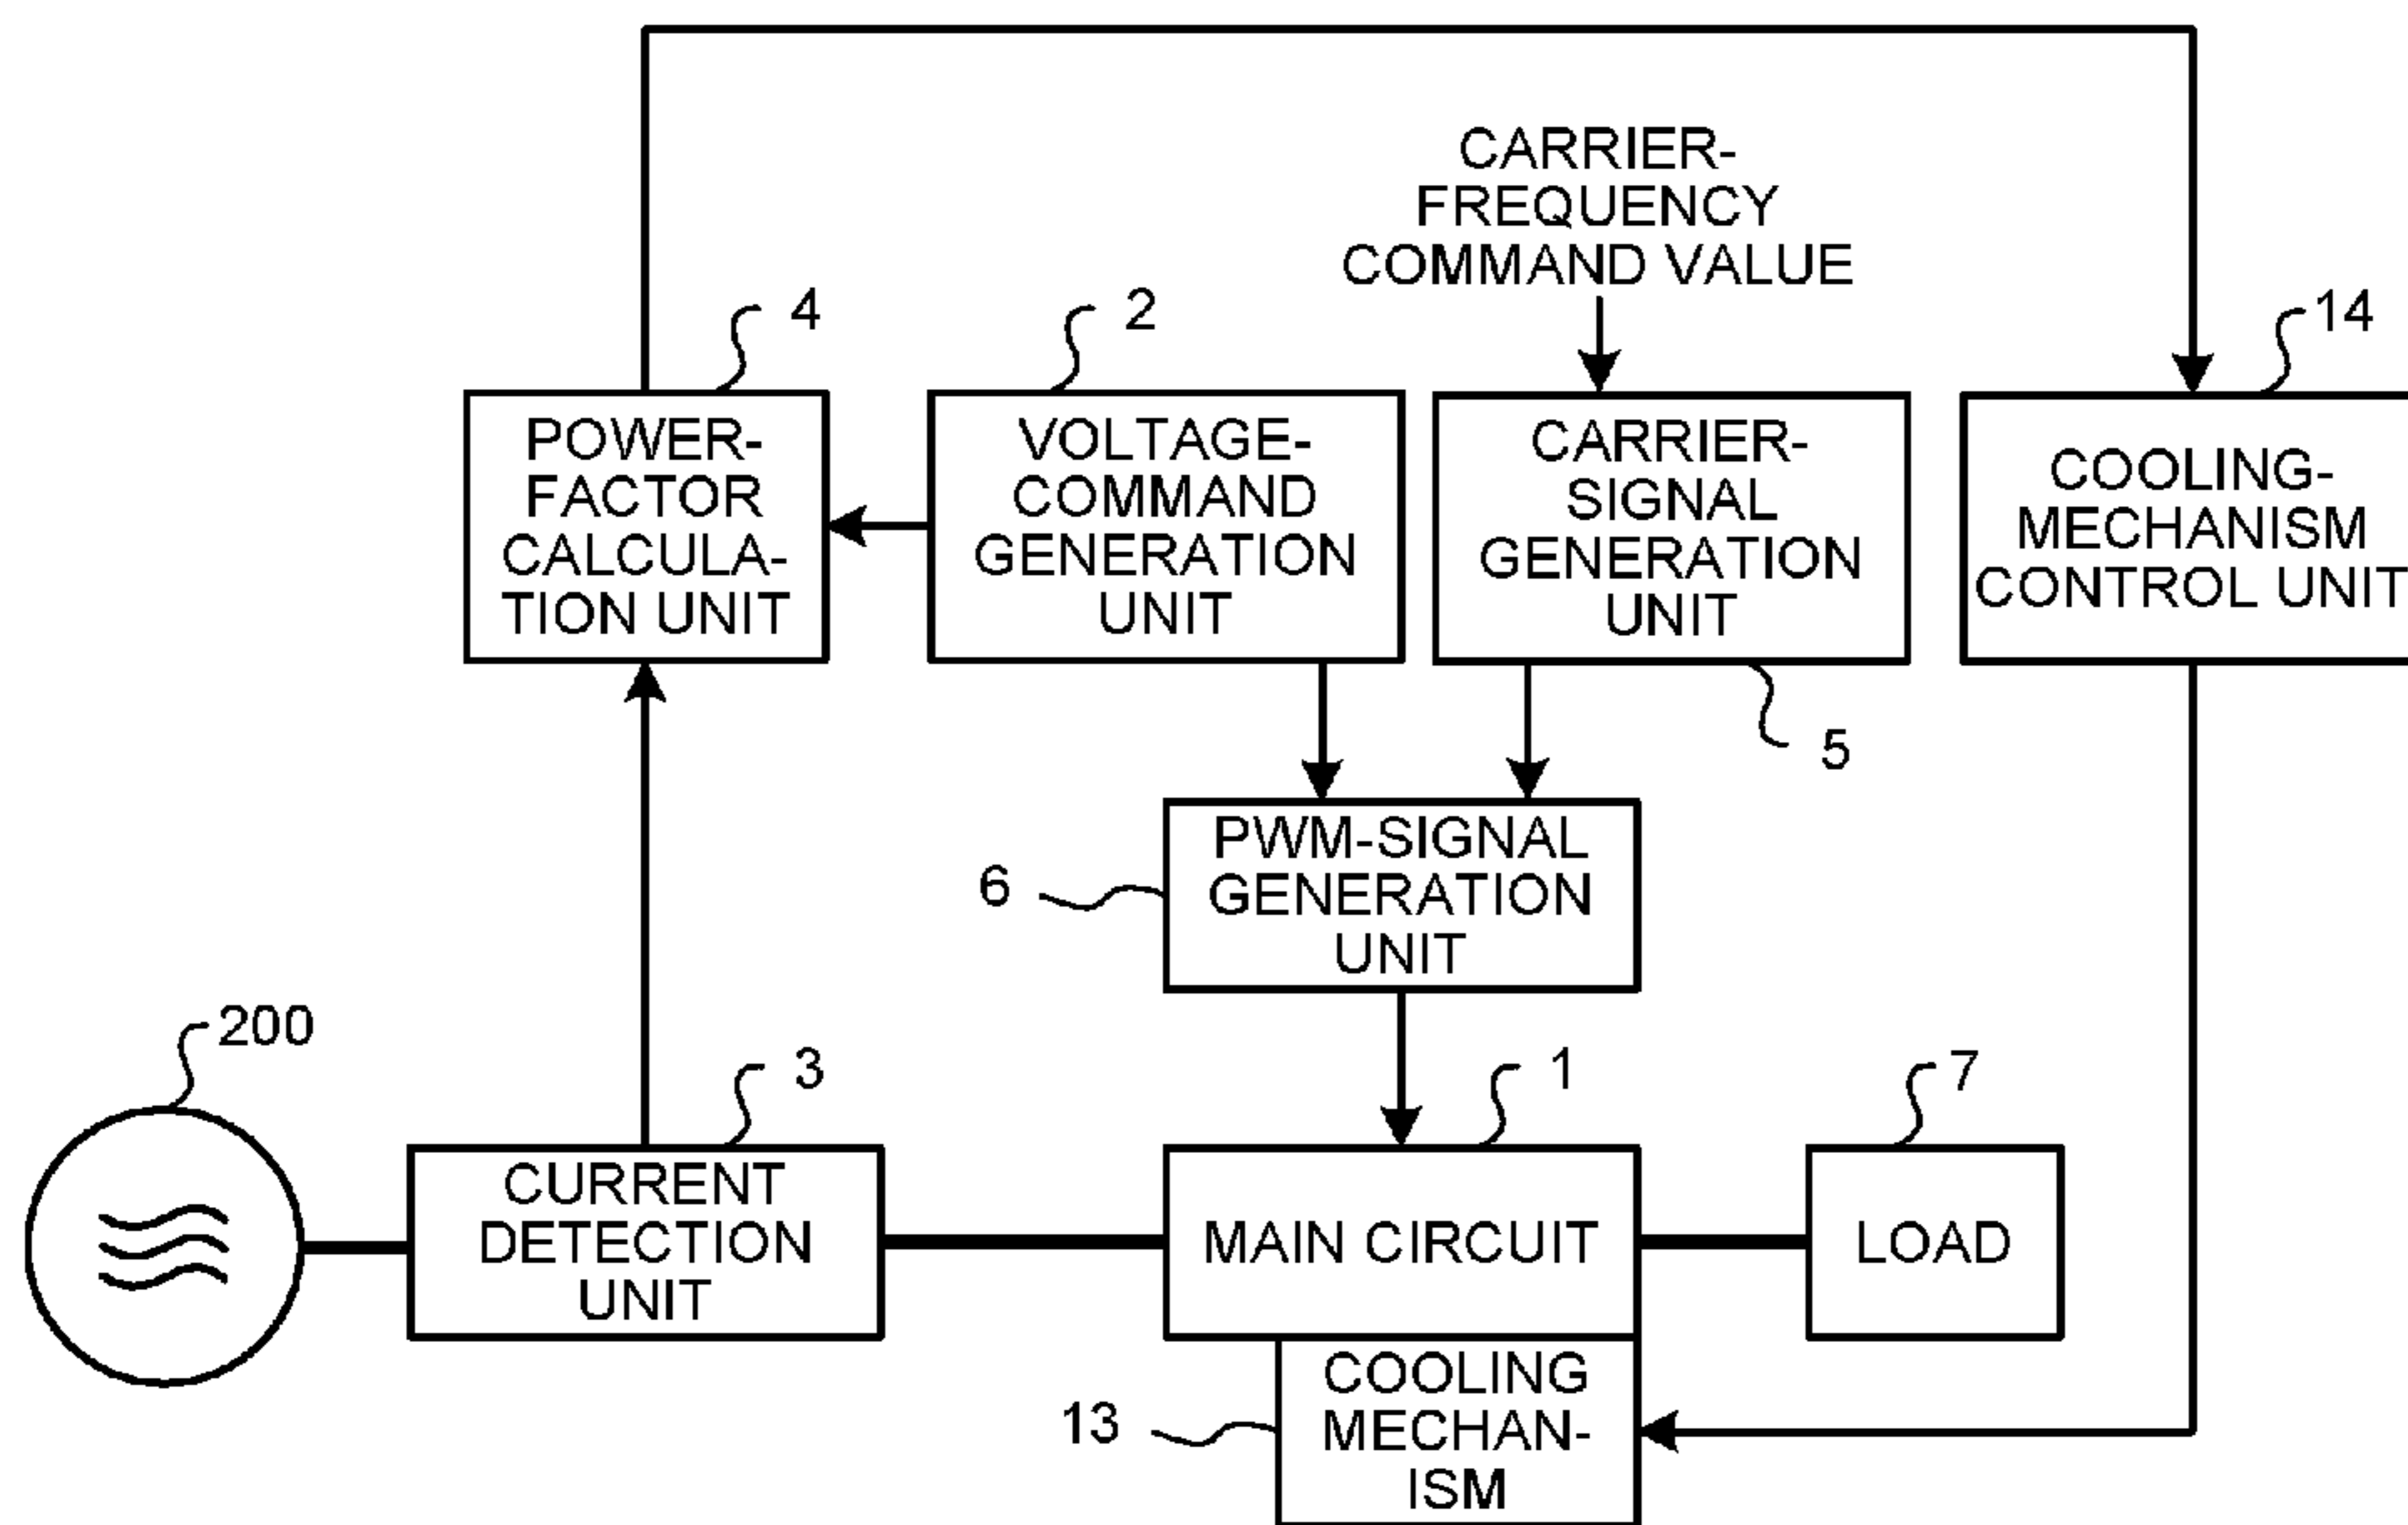 CARRIER-
FREQUENCY
COMMAND VALUE
4
2
14
POWER-
FACTOR
CALCULA-
TION UNIT
VOLTAGE-
COMMAND
GENERATION
UNIT
CARRIER-
SIGNAL
GENERATION
UNIT
COOLING-
MECHANISM
CONTROL UNIT
5
6
PWM-SIGNAL
GENERATION
UNIT
200
3
1
7
CURRENT
DETECTION
UNIT
MAIN CIRCUIT
LOAD
13
COOLING
MECHAN-
ISM